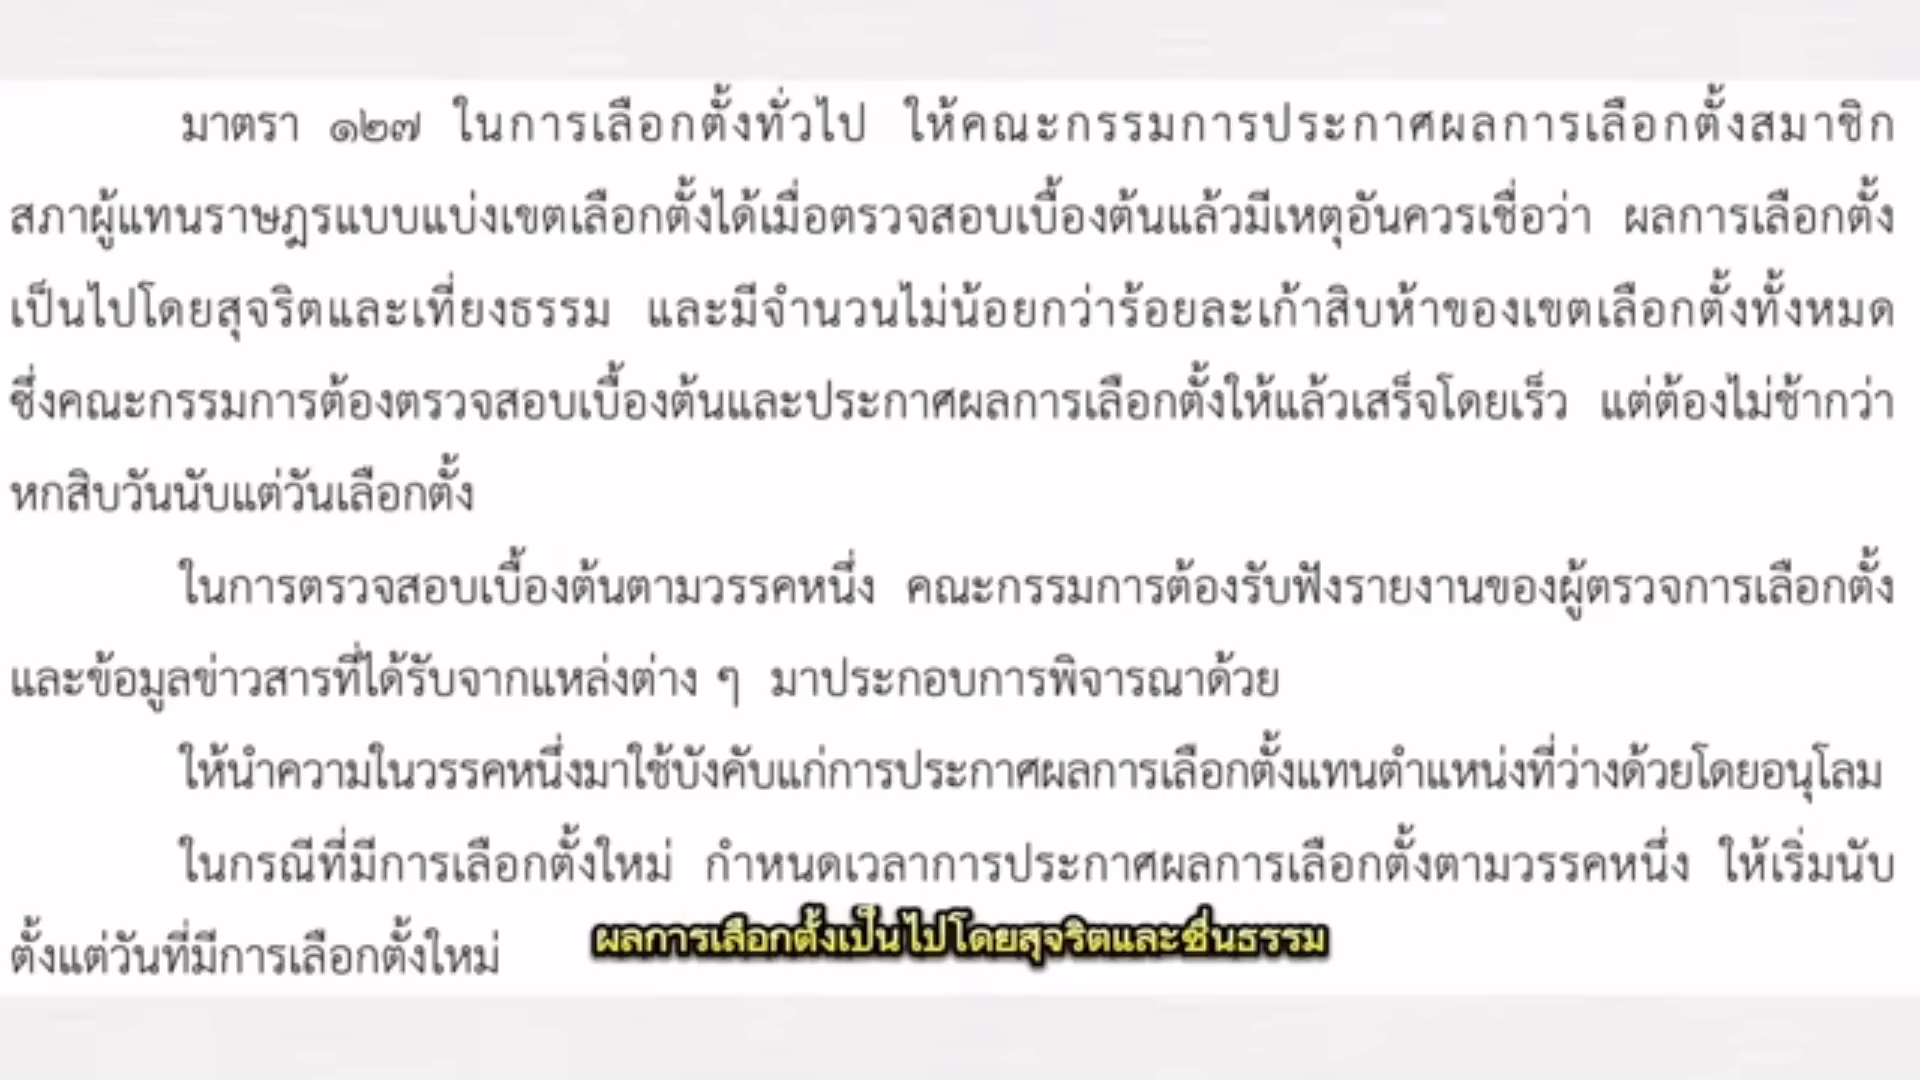 มาตรา ๑๒๗ ในการเลือกตั้งทั่วไป ให้คณะกรรมการประกาศผลการเลือกตั้งสมาชิก
สภาผู้แทนราษฎรแบบแบ่งเขตเลือกตั้งได้เมื่อตรวจสอบเบื้องต้นแล้วมีเหตุอันควรเชื่อว่า ผลการเลือกตั้ง
เป็นไปโดยสุจริตและเที่ยงธรรม และมีจำนวนไม่น้อยกว่าร้อยละเก้าสิบห้าของเขตเลือกตั้งทั้งหมด
ซึ่งคณะกรรมการต้องตรวจสอบเบื้องต้นและประกาศผลการเลือกตั้งให้แล้วเสร็จโดยเร็ว แต่ต้องไม่ช้ากว่า
หกสิบวันนับแต่วันเลือกตั้ง
ในการตรวจสอบเบื้องต้นตามวรรคหนึ่ง คณะกรรมการต้องรับฟังรายงานของผู้ตรวจการเลือกตั้ง
และข้อมูลข่าวสารที่ได้รับจากแหล่งต่าง ๆ มาประกอบการพิจารณาด้วย
ให้นำความในวรรคหนึ่งมาใช้บังคับแก่การประกาศผลการเลือกตั้งแทนตำแหน่งที่ว่างด้วยโดยอนุโลม
ในกรณีที่มีการเลือกตั้งใหม่ กำหนดเวลาการประกาศผลการเลือกตั้งตามวรรคหนึ่ง ให้เริ่มนับ
ตั้งแต่วันที่มีการเลือกตั้งใหม่
ผลการเลือกตั้งเป็นไปโดยสุจริตและชื่นธรรม